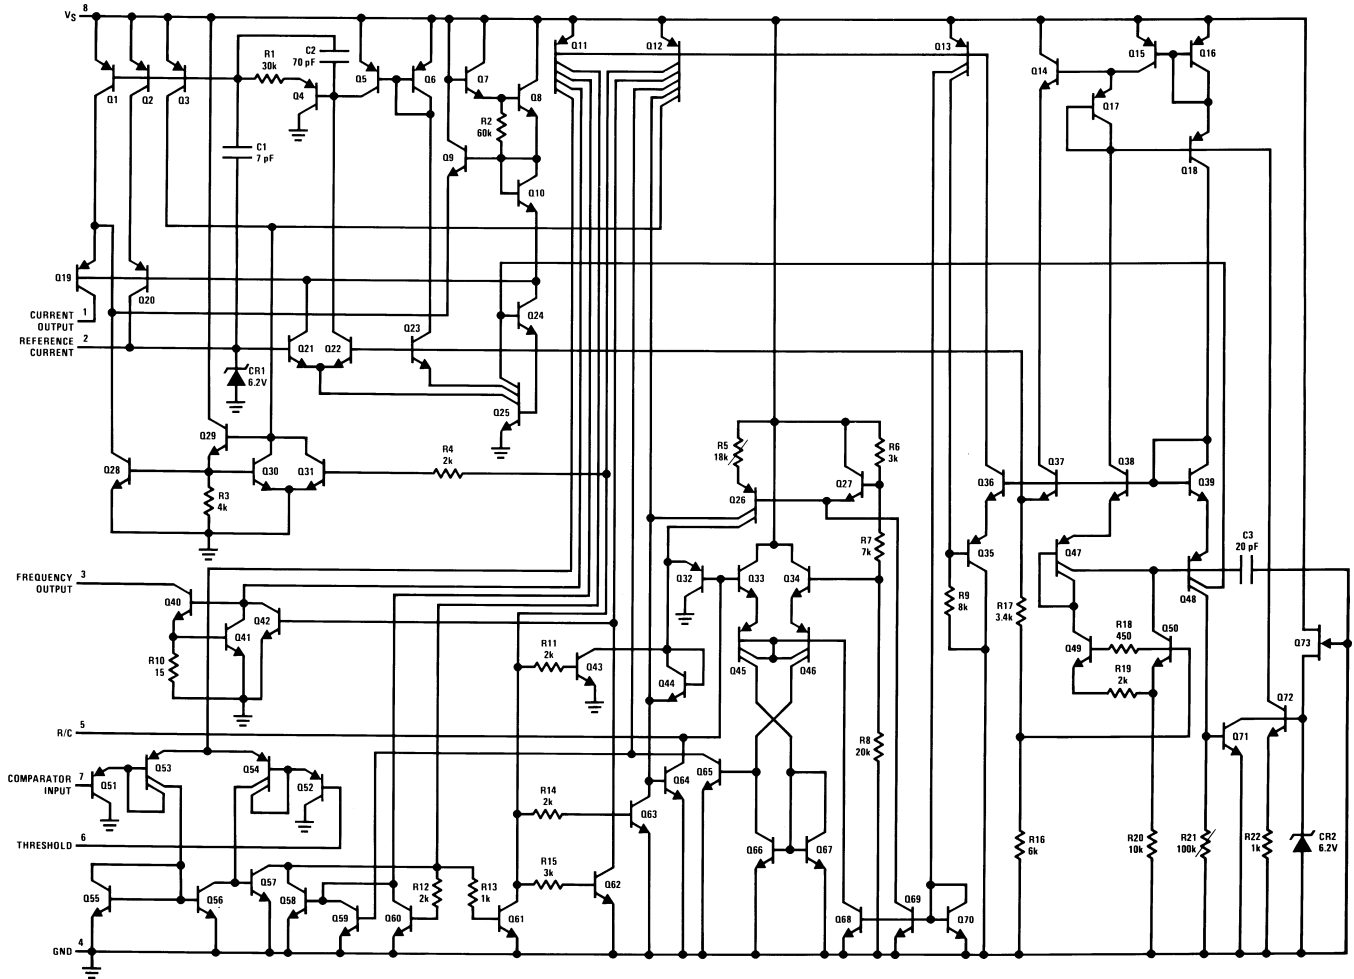 VS 8
Q11
Q12
Q13
Q15
Q16
R1
30k
C2
70 pF
Q5
Q6
Q7
Q14
Q1
Q2
Q3
Q4
Q8
Q17
R2
60k
C1
7 pF
Q9
Q18
Q10
Q19
Q20
CURRENT 1
OUTPUT
Q24
Q23
REFERENCE 2
CURRENT
Q21
Q22
CR1
6.2V
Q25
Q29
R4
2k
R5
18k
R6
3k
Q28
Q30
Q31
Q27
Q36
Q37
Q38
Q39
R3
4k
Q26
C3
20 pF
R7
7k
Q47
Q35
FREQUENCY 3
OUTPUT
Q32
Q33
Q34
Q48
Q40
R9
8k
R17
3.4k
Q42
Q41
R18
450
Q50
R10
15
R11
2k
Q43
Q49
Q73
Q44
Q45
Q46
R19
2k
Q72
R/C 5
Q71
R8
20k
Q53
Q54
COMPARATOR 7
INPUT
Q51
Q52
Q64
Q65
R14
2k
Q63
THRESHOLD 6
Q66
Q67
R16
6k
R20
10k
R21
100k
R22
1k
CR2
6.2V
R15
3k
Q57
R12
2k
R13
1k
Q62
Q55
Q56
Q58
Q59
Q60
Q61
Q68
Q69
Q70
GND 4